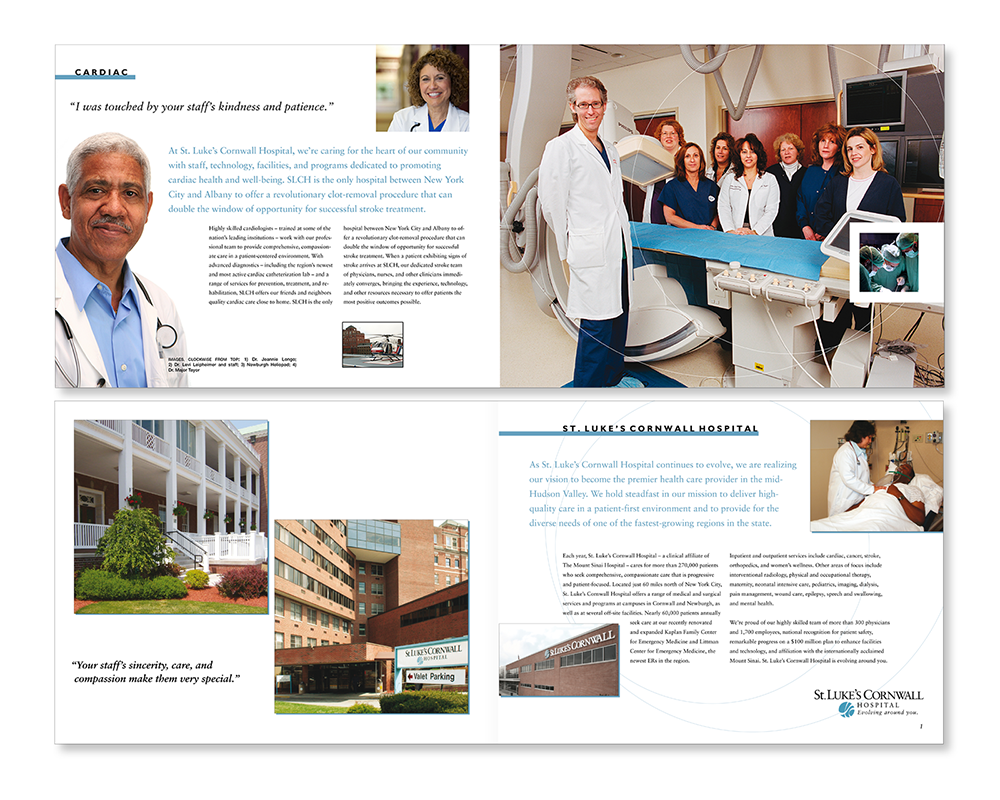 CARDIAC
“I was touched by your staff’s kindness and patience.”
At St. Luke’s Cornwall Hospital, we’re caring for the heart of our community
with staff, technology, facilities, and programs dedicated to promoting
cardiac health and well-being. SLCH is the only hospital between New York
City and Albany to offer a revolutionary clot-removal procedure that can
double the window of opportunity for successful stroke treatment.
Highly skilled cardiologists – trained at some of the
nation’s leading institutions – work with our profes-
sional team to provide comprehensive, compassion-
ate care in a patient-centered environment. With
advanced diagnostics – including the region’s newest
and most active cardiac catheterization lab – and a
range of services for prevention, treatment, and re-
habilitation, SLCH offers our friends and neighbors
quality cardiac care close to home. SLCH is the only
hospital between New York City and Albany to of-
fer a revolutionary clot-removal procedure that can
double the window of opportunity for successful
stroke treatment. When a patient exhibiting signs of
stroke arrives at SLCH, our dedicated stroke team
of physicians, nurses, and other clinicians immedi-
ately converges, bringing the experience, technology,
and other resources necessary to offer patients the
most positive outcomes possible.
IMAGES, CLOCKWISE FROM TOP: 1) Dr. Jeannie Longo;
2) Dr. Levi Leipheimer and staff; 3) Newburgh Helopad; 4)
Dr. Major Tayor
“Your staff’s sincerity, care, and
compassion make them very special.”
ST. LUKE’S CORNWALL
HOSPITAL
Valet Parking
ST. LUKE’S CORNWALL HOSPITAL
As St. Luke’s Cornwall Hospital continues to evolve, we are realizing
our vision to become the premier health care provider in the mid-
Hudson Valley. We hold steadfast in our mission to deliver high-
quality care in a patient-first environment and to provide for the
diverse needs of one of the fastest-growing regions in the state.
Each year, St. Luke’s Cornwall Hospital – a clinical affiliate of
The Mount Sinai Hospital – cares for more than 270,000 patients
who seek comprehensive, compassionate care that is progressive
and patient-focused. Located just 60 miles north of New York City,
St. Luke’s Cornwall Hospital offers a range of medical and surgical
services and programs at campuses in Cornwall and Newburgh, as
well as at several off-site facilities. Nearly 60,000 patients annually
seek care at our recently renovated
and expanded Kaplan Family Center
for Emergency Medicine and Littman
Center for Emergency Medicine, the
newest ERs in the region.
ST. LUKE’S CORNWALL
Inpatient and outpatient services include cardiac, cancer, stroke,
orthopedics, and women’s wellness. Other areas of focus include
interventional radiology, physical and occupational therapy,
maternity, neonatal intensive care, pediatrics, imaging, dialysis,
pain management, wound care, epilepsy, speech and swallowing,
and mental health.
We’re proud of our highly skilled team of more than 300 physicians
and 1,700 employees, national recognition for patient safety,
remarkable progress on a $100 million plan to enhance facilities
and technology, and affiliation with the internationally acclaimed
Mount Sinai. St. Luke’s Cornwall Hospital is evolving around you.
ST. LUKE’S CORNWALL
HOSPITAL
Evolving around you.
1